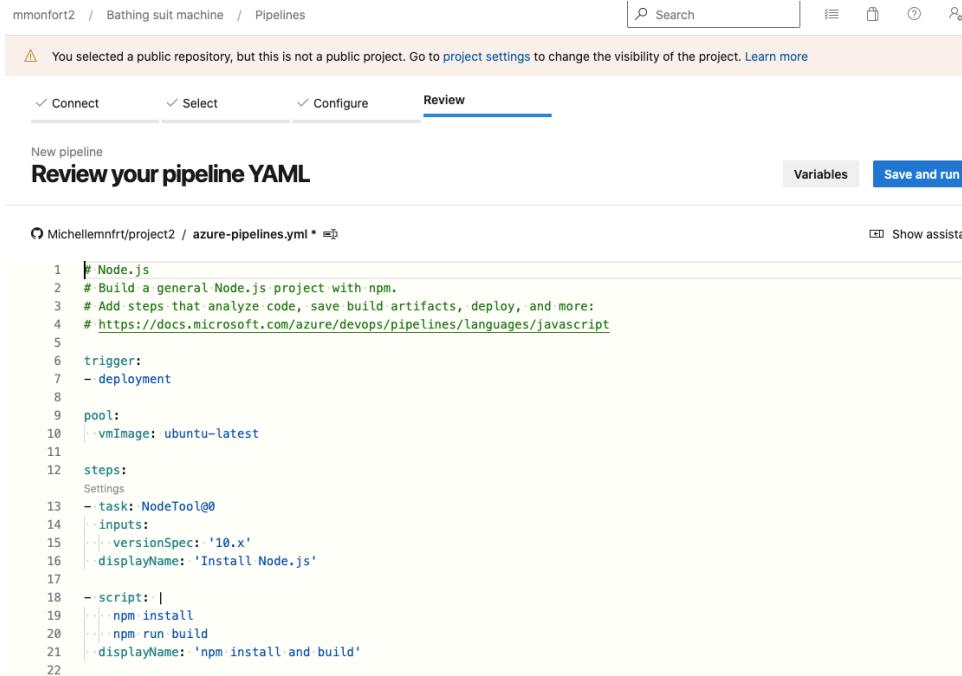 mmonfort2 / Bathing suit machine / Pipelines
Search
You selected a public repository, but this is not a public project. Go to project settings to change the visibility of the project. Learn more
Connect
Select
Configure
Review
New pipeline
Review your pipeline YAML
Variables
Save and run
Michellemnfrt/project2 / azure-pipelines.yml *
Show assista
1 # Node.js
2 # Build a general Node.js project with npm.
3 # Add steps that analyze code, save build artifacts, deploy, and more:
4 # https://docs.microsoft.com/azure/devops/pipelines/languages/javascript
5
6 trigger:
7 - deployment
8
9 pool:
10   vmImage: ubuntu-latest
11
12 steps:
Settings
13 - task: NodeTool@0
14   inputs:
15     versionSpec: '10.x'
16   displayName: 'Install Node.js'
17
18 - script: |
19     npm install
20     npm run build
21   displayName: 'npm install and build'
22